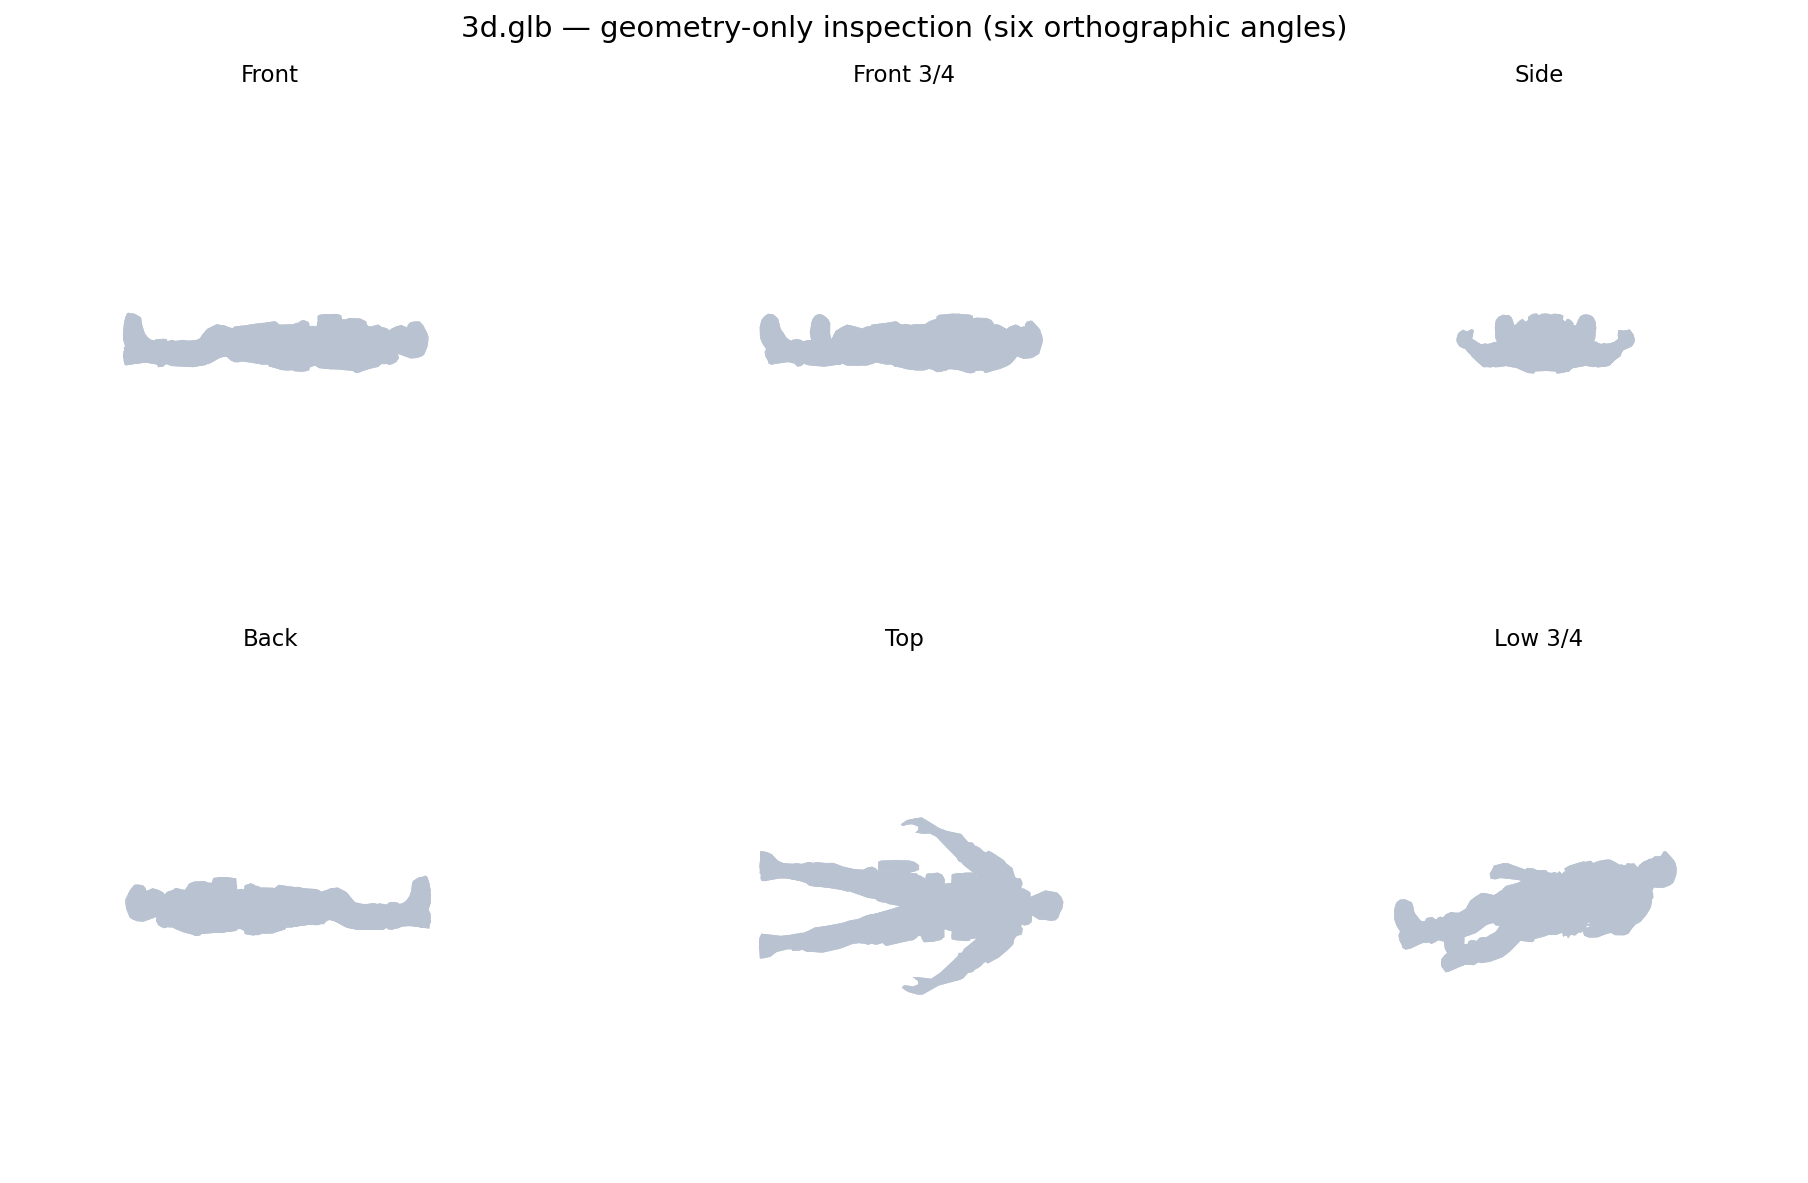 3d.glb — geometry-only inspection (six orthographic angles)
Front
Front 3/4
Side
Back
Top
Low 3/4